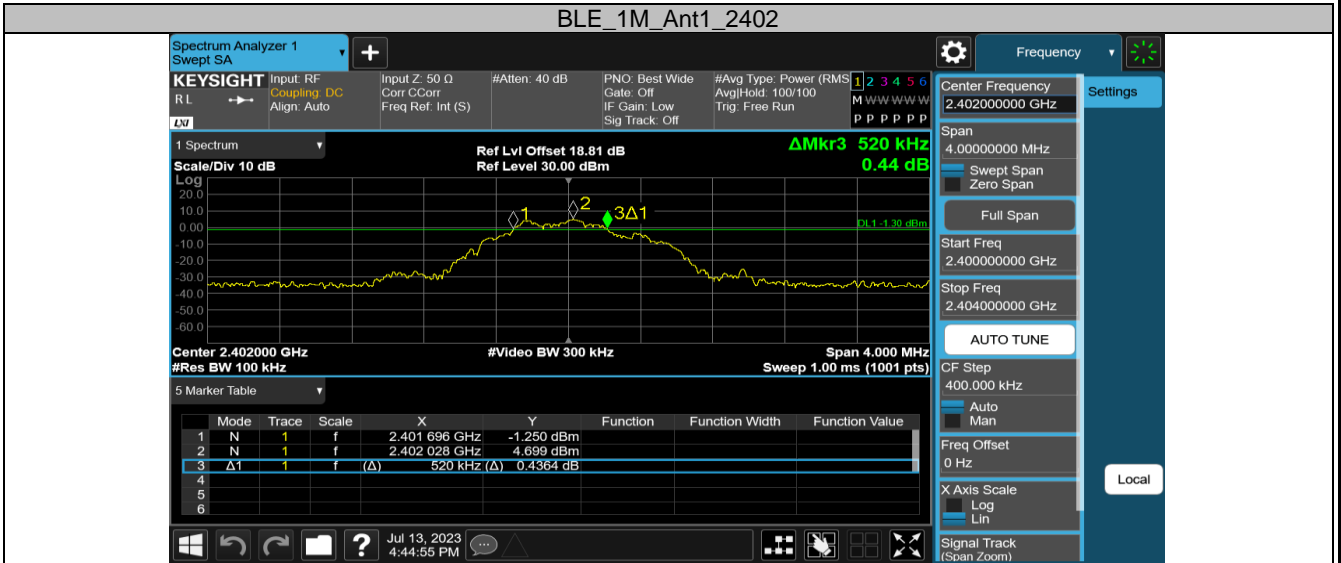 BLE_1M_Ant1_2402
Spectrum Analyzer 1
Swept SA
+
Frequency
KEYSIGHT
RL
LXI
Input: RF
Coupling: DC
Align: Auto
Input Z: 50 Ω
Corr CCorr
Freq Ref: Int (S)
#Atten: 40 dB
PNO: Best Wide
Gate: Off
IF Gain: Low
Sig Track: Off
#Avg Type: Power (RMS
Avg|Hold: 100/100
Trig: Free Run
1 2 3 4 5 6
M W W W W W
P P P P P P
1 Spectrum
Scale/Div 10 dB
Ref Lvl Offset 18.81 dB
Ref Level 30.00 dBm
ΔMkr3 520 kHz
0.44 dB
Log
20.0
10.0
0.00
-10.0
-20.0
-30.0
-40.0
-50.0
-60.0
1
2
3Δ1
DL1 -1.30 dBm
Center 2.402000 GHz
#Video BW 300 kHz
Span 4.000 MHz
#Res BW 100 kHz
Sweep 1.00 ms (1001 pts)
5 Marker Table
Mode Trace Scale X Y Function Function Width Function Value
1 N 1 f 2.401 696 GHz -1.250 dBm
2 N 1 f 2.402 028 GHz 4.699 dBm
3 Δ1 1 f (Δ) 520 kHz (Δ) 0.4364 dB
4
5
6
?
Jul 13, 2023
4:44:55 PM
Center Frequency
2.402000000 GHz
Span
4.00000000 MHz
Swept Span
Zero Span
Full Span
Start Freq
2.400000000 GHz
Stop Freq
2.404000000 GHz
AUTO TUNE
CF Step
400.000 kHz
Auto
Man
Freq Offset
0 Hz
X Axis Scale
Log
Lin
Signal Track
(Span Zoom)
Settings
Local